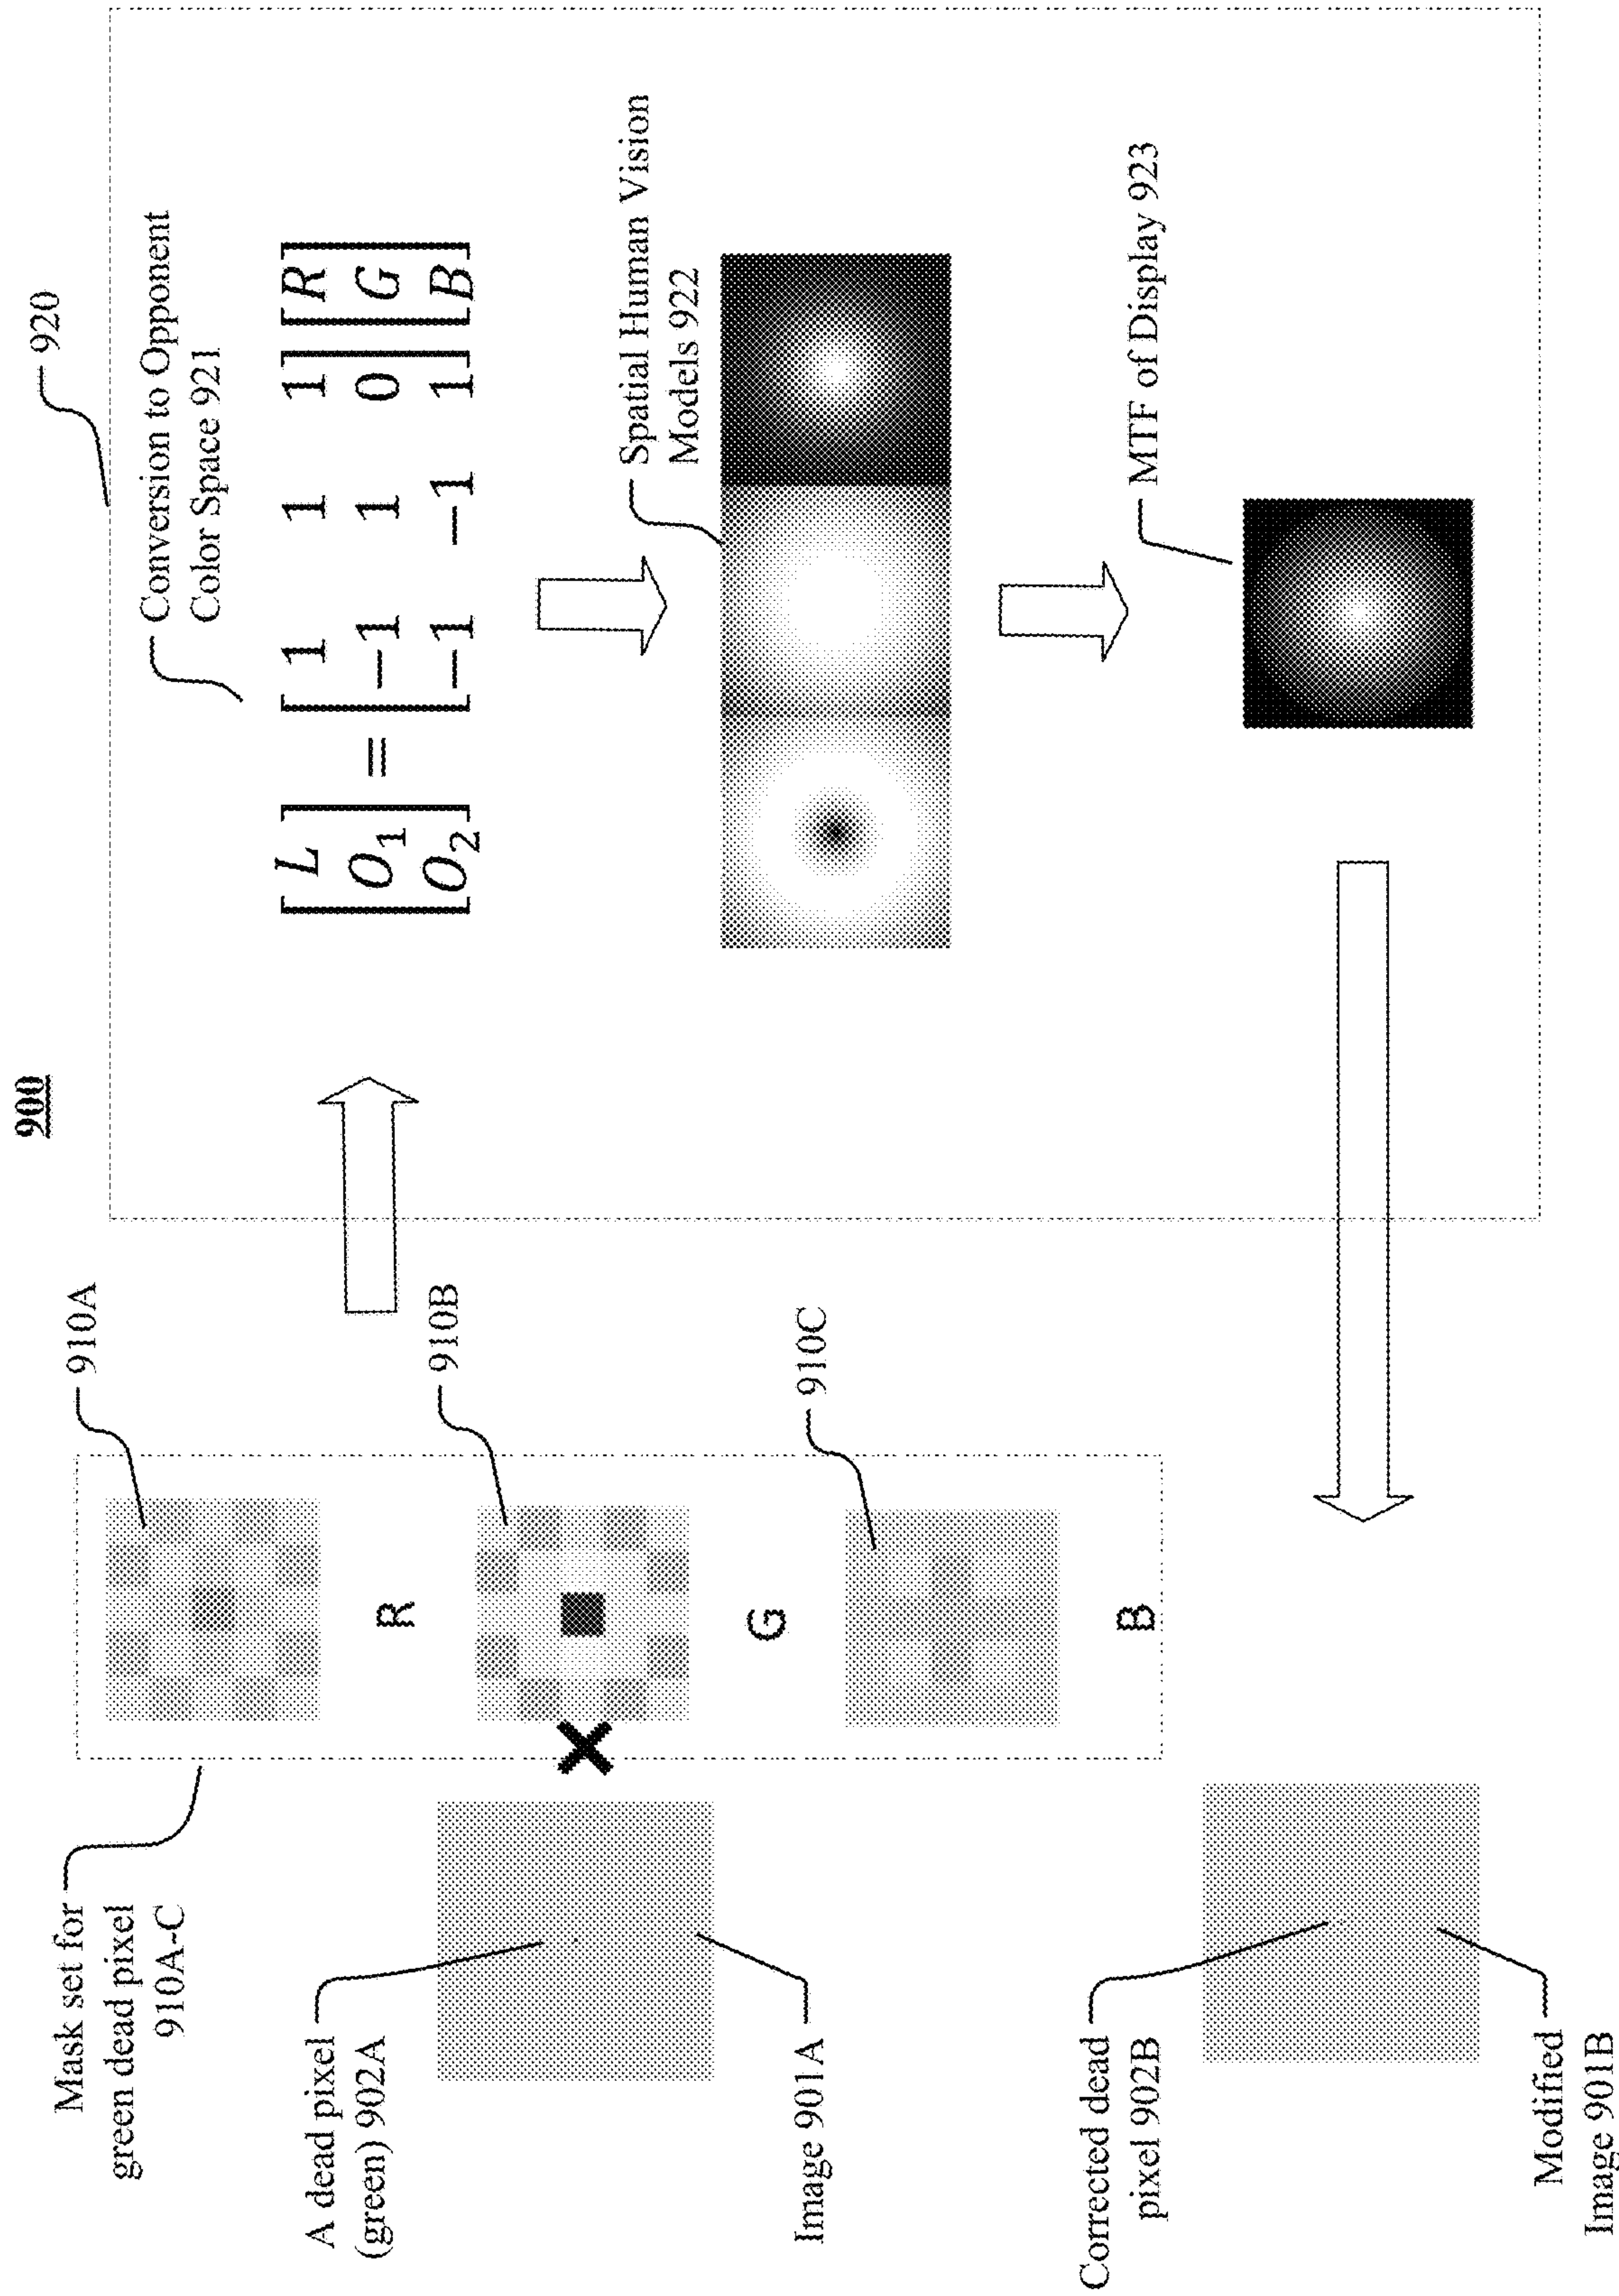 900
920
Mask set for
green dead pixel
910A-C
910A
R
910B
G
910C
B
A dead pixel
(green) 902A
×
Image 901A
Conversion to Opponent
Color Space 921
[L O₁ O₂] = [1 1 1; −1 1 0; −1 −1 1] [R G B]
Spatial Human Vision
Models 922
MTF of Display 923
Corrected dead
pixel 902B
Modified
Image 901B